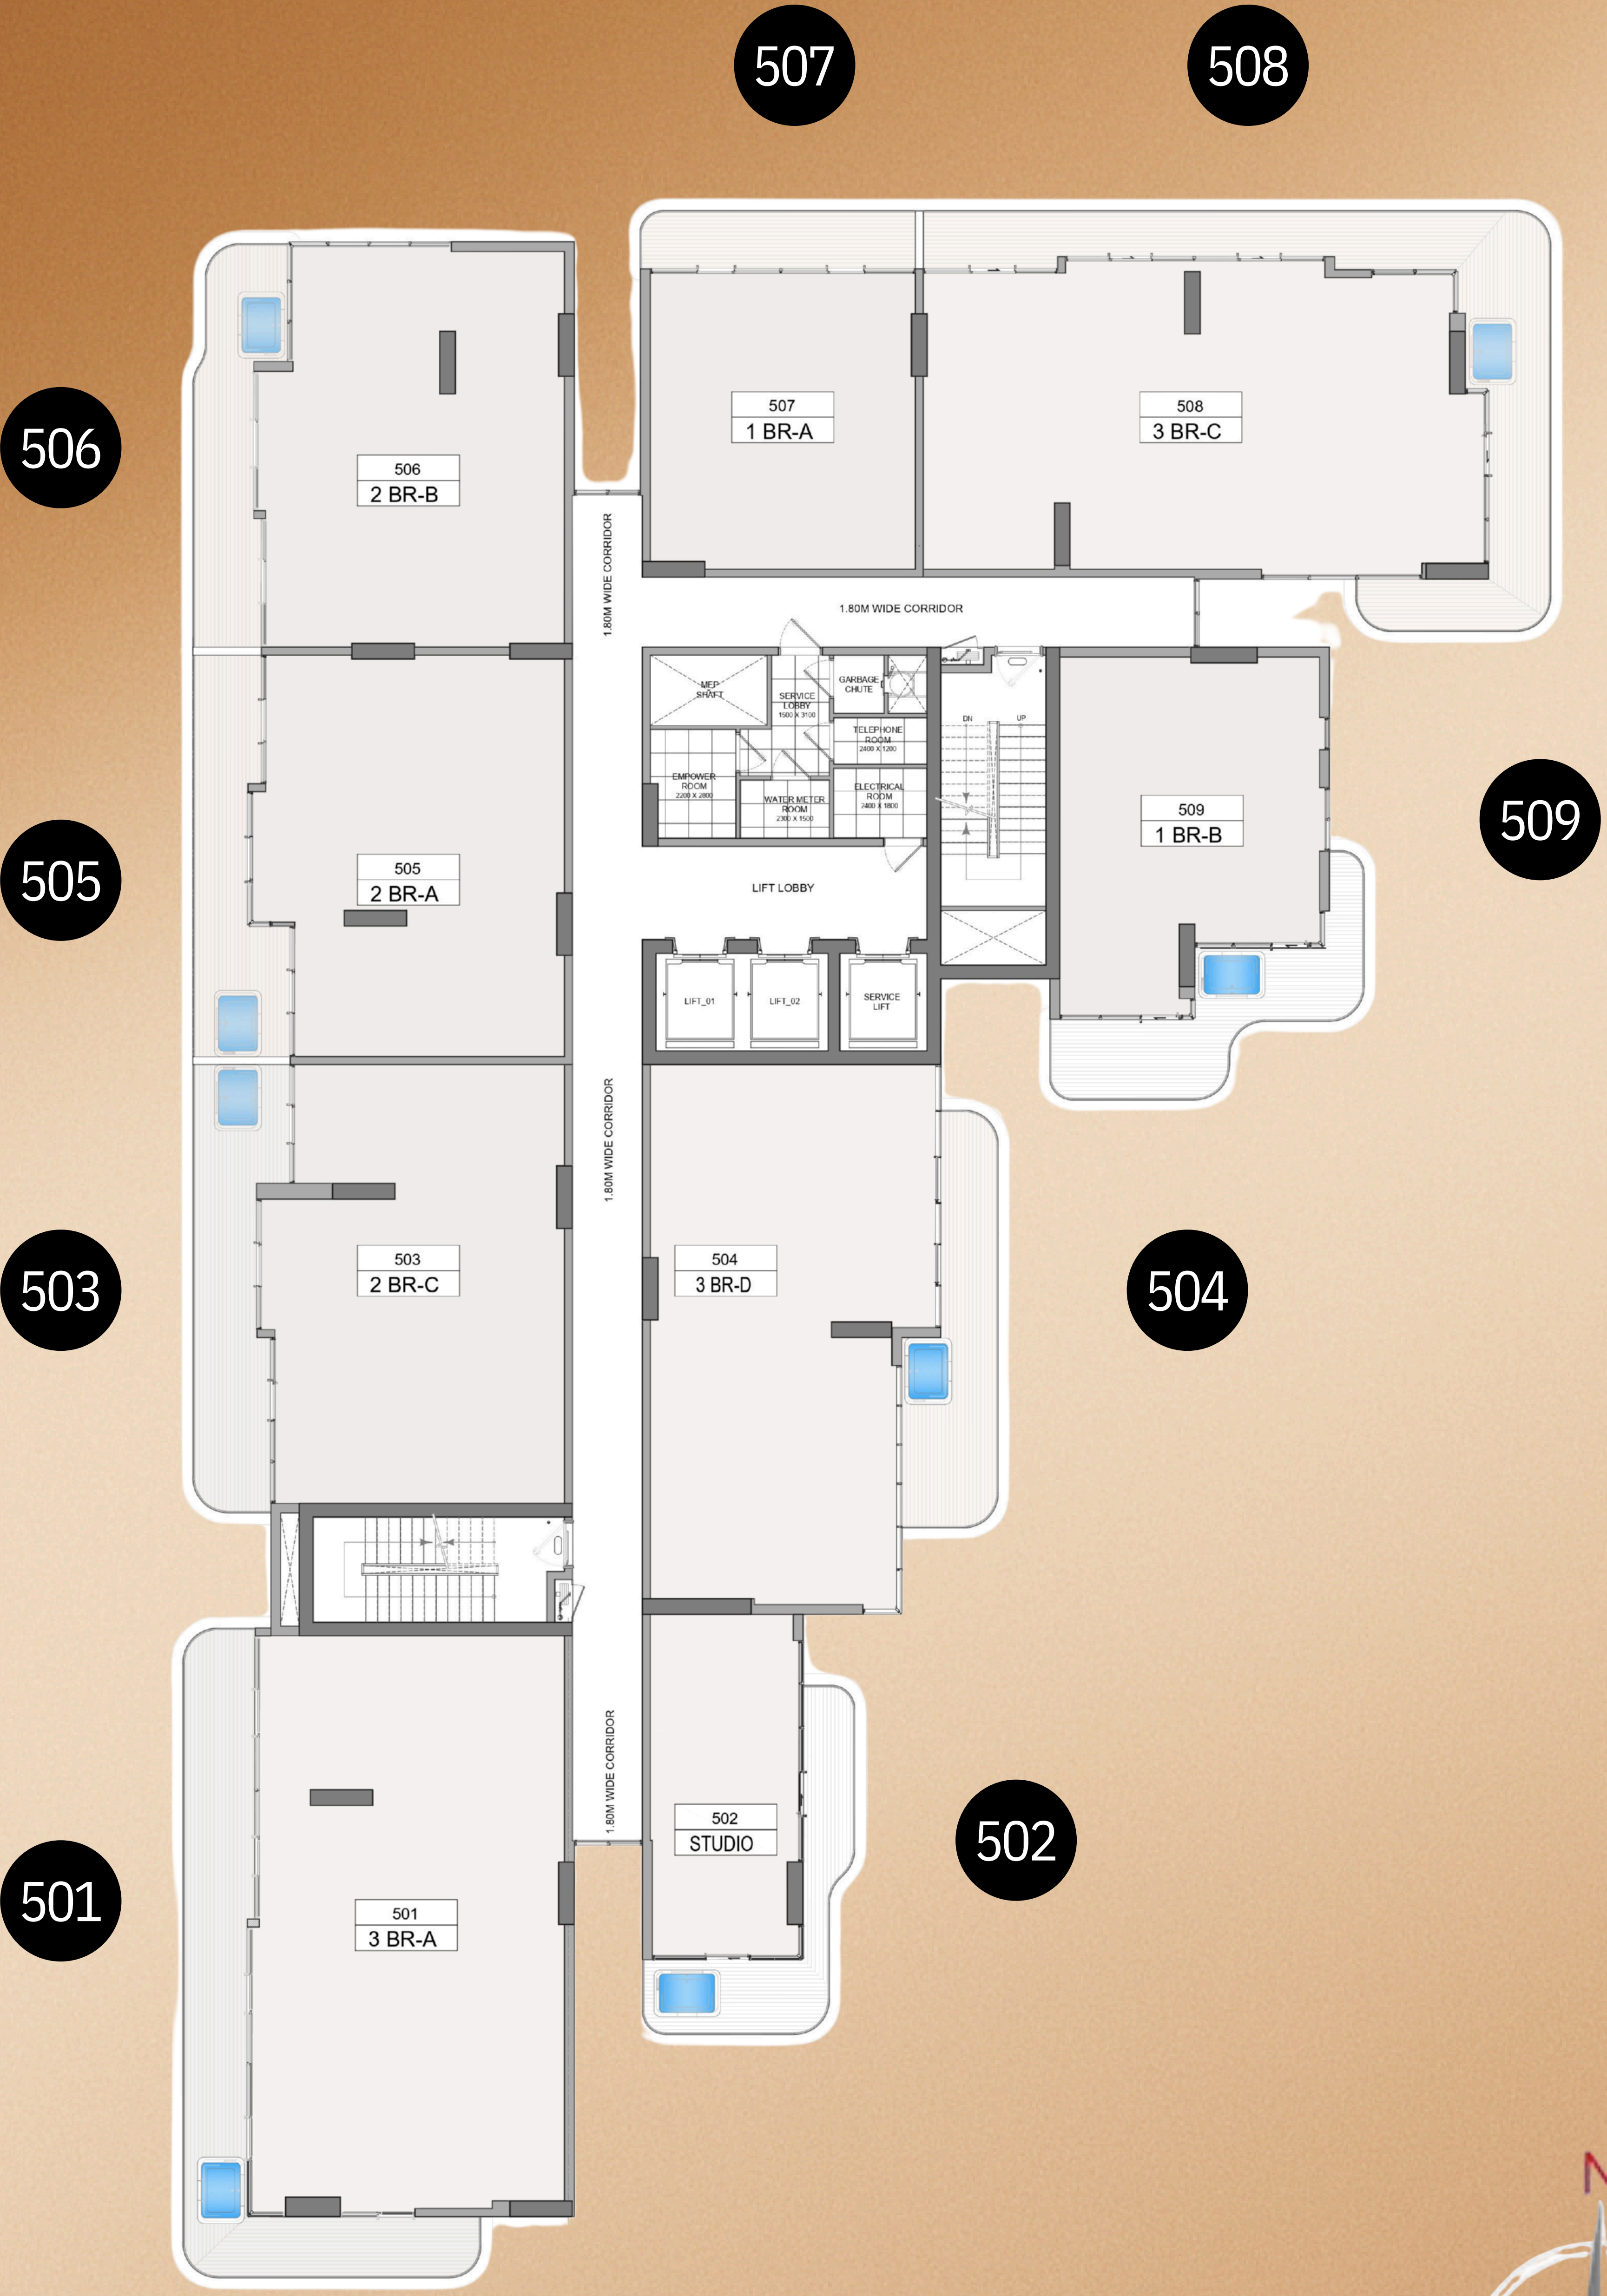 507
508
507
1 BR-A
508
3 BR-C
506
506
2 BR-B
1.80M WIDE CORRIDOR
1.80M WIDE CORRIDOR
MEP
SHAFT
SERVICE
LOBBY
1500 X 3100
GARBAGE
CHUTE
TELEPHONE
ROOM
2400 X 1200
EMPOWER
ROOM
2200 X 2800
WATER METER
ROOM
2300 X 1500
ELECTRICAL
ROOM
2400 X 1800
DN
UP
509
1 BR-B
509
505
505
2 BR-A
LIFT LOBBY
LIFT_01
LIFT_02
SERVICE
LIFT
1.80M WIDE CORRIDOR
503
503
2 BR-C
504
3 BR-D
504
1.80M WIDE CORRIDOR
502
STUDIO
502
501
501
3 BR-A
N